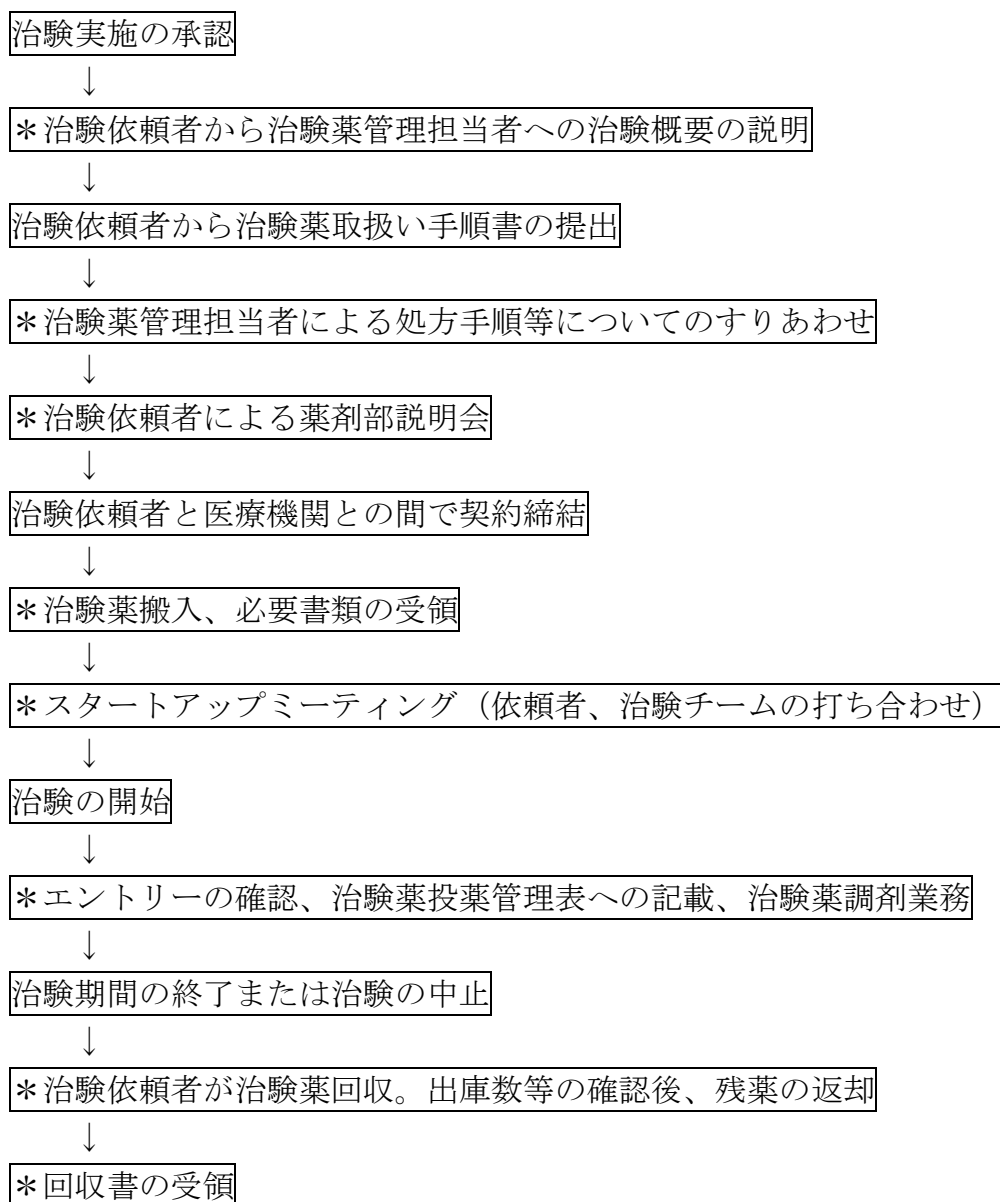 治験実施の承認
↓
＊治験依頼者から治験薬管理担当者への治験概要の説明
↓
治験依頼者から治験薬取扱い手順書の提出
↓
＊治験薬管理担当者による処方手順等についてのすりあわせ
↓
＊治験依頼者による薬剤部説明会
↓
治験依頼者と医療機関との間で契約締結
↓
＊治験薬搬入、必要書類の受領
↓
＊スタートアップミーティング（依頼者、治験チームの打ち合わせ）
↓
治験の開始
↓
＊エントリーの確認、治験薬投薬管理表への記載、治験薬調剤業務
↓
治験期間の終了または治験の中止
↓
＊治験依頼者が治験薬回収。出庫数等の確認後、残薬の返却
↓
＊回収書の受領